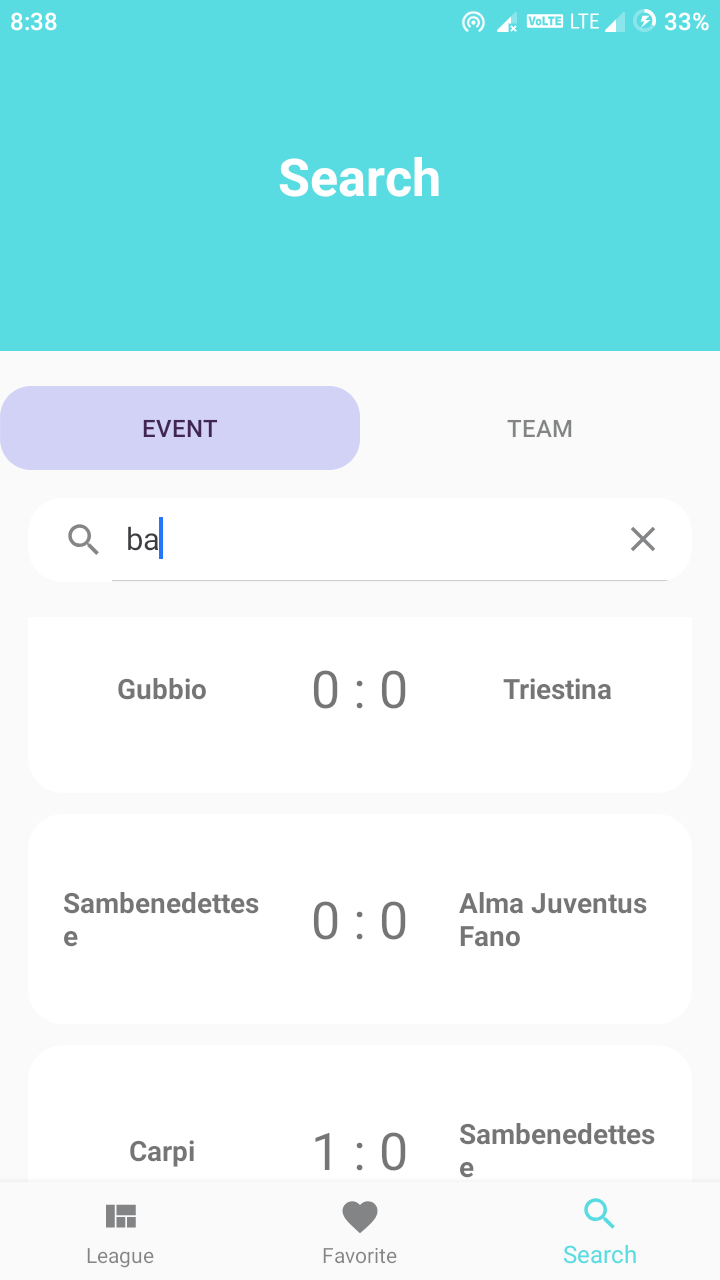 8:38 VoLTE LTE 33%
Search
EVENT TEAM
ba
Gubbio 0 : 0 Triestina
Sambenedettes
e
0 : 0
Alma Juventus
Fano
Carpi 1 : 0
Sambenedettes
e
League Favorite Search